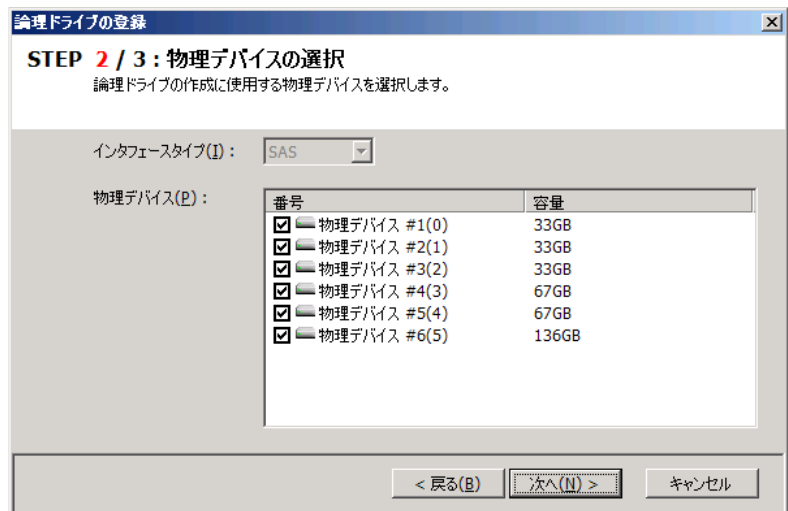 論理ドライブの登録
STEP 2 / 3 : 物理デバイスの選択
論理ドライブの作成に使用する物理デバイスを選択します。
インタフェースタイプ(I) : SAS
物理デバイス(P) :
番号 容量
物理デバイス #1(0) 33GB
物理デバイス #2(1) 33GB
物理デバイス #3(2) 33GB
物理デバイス #4(3) 67GB
物理デバイス #5(4) 67GB
物理デバイス #6(5) 136GB
< 戻る(B) 次へ(N) > キャンセル